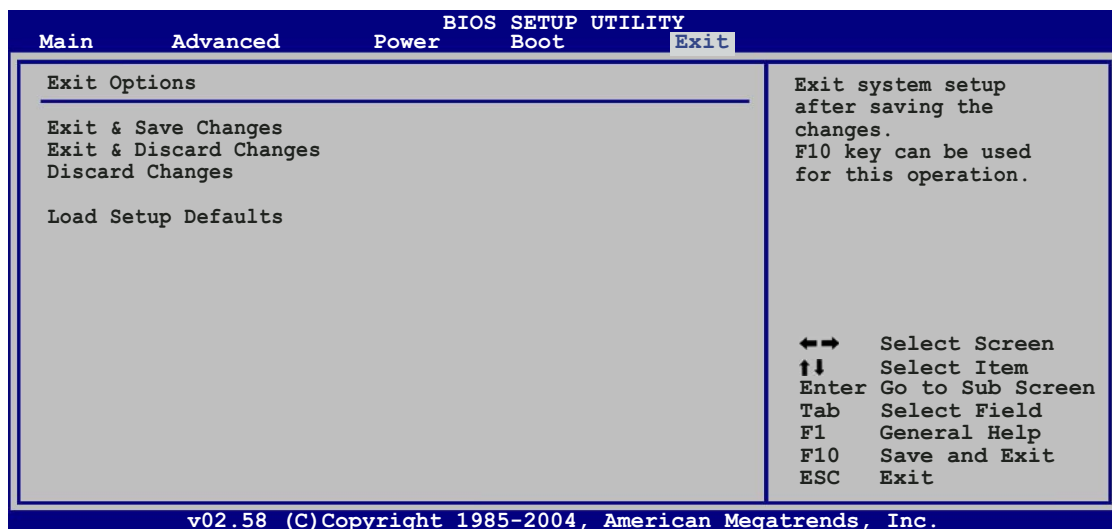 BIOS SETUP UTILITY
Main Advanced Power Boot Exit
Exit Options
Exit & Save Changes
Exit & Discard Changes
Discard Changes
Load Setup Defaults
Exit system setup
after saving the
changes.
F10 key can be used
for this operation.
←→ Select Screen
↑↓ Select Item
Enter Go to Sub Screen
Tab Select Field
F1 General Help
F10 Save and Exit
ESC Exit
v02.58 (C)Copyright 1985-2004, American Megatrends, Inc.